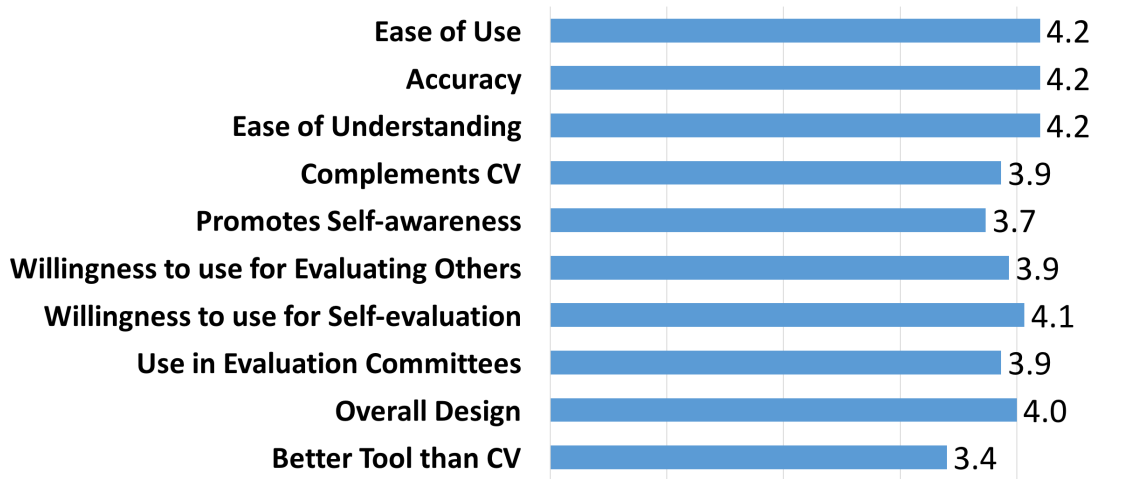 Ease of Use 4.2
Accuracy 4.2
Ease of Understanding 4.2
Complements CV 3.9
Promotes Self-awareness 3.7
Willingness to use for Evaluating Others 3.9
Willingness to use for Self-evaluation 4.1
Use in Evaluation Committees 3.9
Overall Design 4.0
Better Tool than CV 3.4